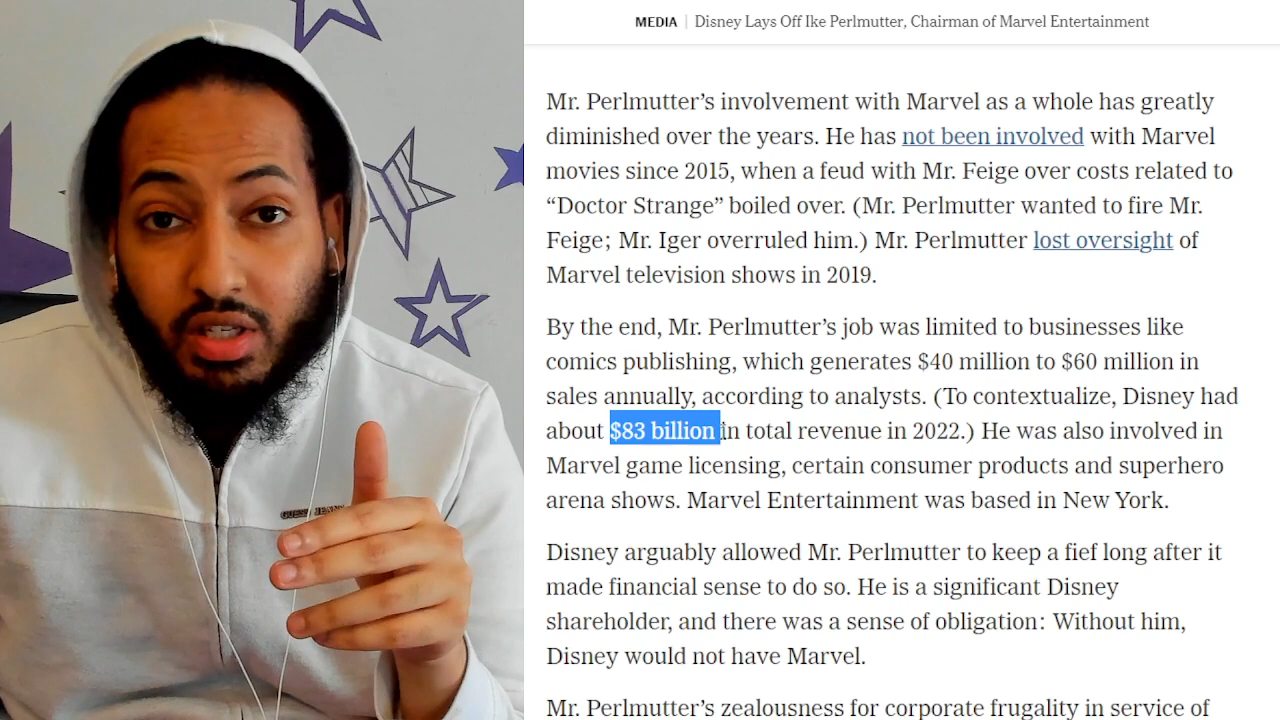 MEDIA | Disney Lays Off Ike Perlmutter, Chairman of Marvel Entertainment
Mr. Perlmutter’s involvement with Marvel as a whole has greatly
diminished over the years. He has not been involved with Marvel
movies since 2015, when a feud with Mr. Feige over costs related to
“Doctor Strange” boiled over. (Mr. Perlmutter wanted to fire Mr.
Feige; Mr. Iger overruled him.) Mr. Perlmutter lost oversight of
Marvel television shows in 2019.
By the end, Mr. Perlmutter’s job was limited to businesses like
comics publishing, which generates $40 million to $60 million in
sales annually, according to analysts. (To contextualize, Disney had
about $83 billion in total revenue in 2022.) He was also involved in
Marvel game licensing, certain consumer products and superhero
arena shows. Marvel Entertainment was based in New York.
Disney arguably allowed Mr. Perlmutter to keep a fief long after it
made financial sense to do so. He is a significant Disney
shareholder, and there was a sense of obligation: Without him,
Disney would not have Marvel.
Mr. Perlmutter’s zealousness for corporate frugality in service of